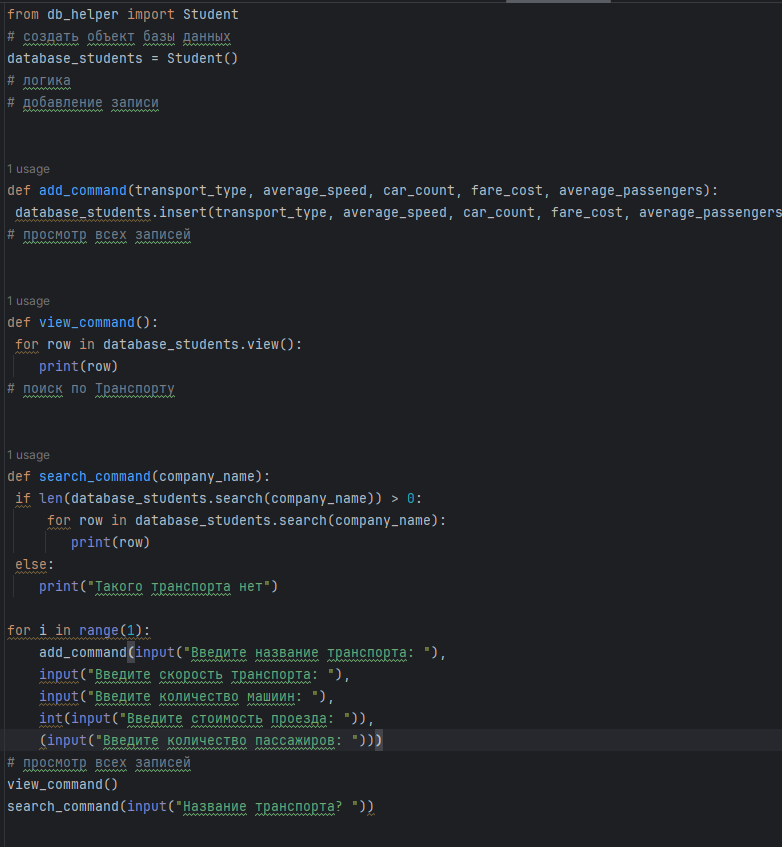 from db_helper import Student
# создать объект базы данных
database_students = Student()
# логика
# добавление записи
1 usage
def add_command(transport_type, average_speed, car_count, fare_cost, average_passengers):
database_students.insert(transport_type, average_speed, car_count, fare_cost, average_passengers
# просмотр всех записей
1 usage
def view_command():
for row in database_students.view():
print(row)
# поиск по Транспорту
1 usage
def search_command(company_name):
if len(database_students.search(company_name)) > 0:
for row in database_students.search(company_name):
print(row)
else:
print("Такого транспорта нет")
for i in range(1):
add_command(input("Введите название транспорта: "),
input("Введите скорость транспорта: "),
input("Введите количество машиин: "),
int(input("Введите стоимость проезда: ")),
(input("Введите количество пассажиров: ")))
# просмотр всех записей
view_command()
search_command(input("Название транспорта? "))